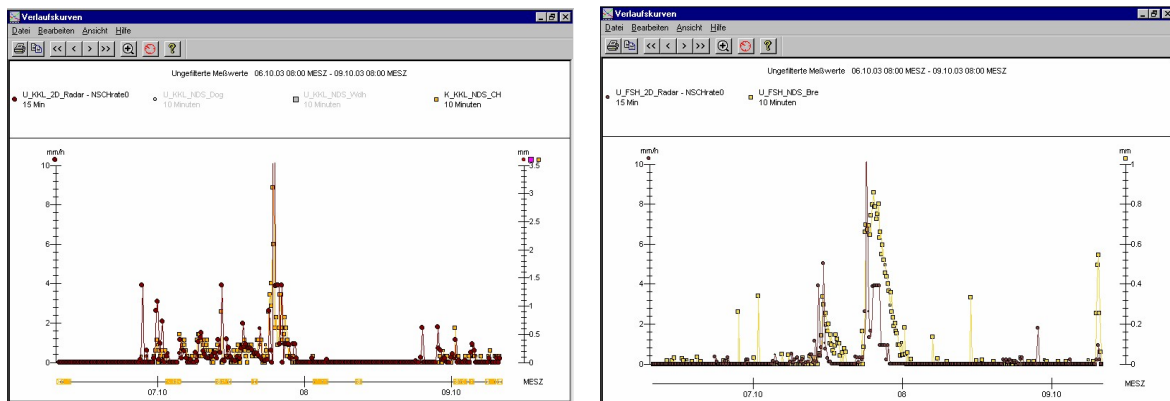 Verlaufskurven
Datei Bearbeiten Ansicht Hilfe
<< < > >> ?
Ungefilterte Meßwerte 06.10.03 08:00 MESZ - 09.10.03 08:00 MESZ
U_KKL_2D_Radar - NSCHrate0 U_KKL_NDS_Dog U_KKL_NDS_Wdh K_KKL_NDS_CH
15 Min 10 Minuten 10 Minuten 10 Minuten
mm/h mm
10 3.5
3
8
2.5
6 2
1.5
4
1
2
0.5
0 0
MESZ
07.10 08 09.10
Verlaufskurven
Datei Bearbeiten Ansicht Hilfe
<< < > >> ?
Ungefilterte Meßwerte 06.10.03 08:00 MESZ - 09.10.03 08:00 MESZ
U_FSH_2D_Radar - NSCHrate0 U_FSH_NDS_Bre
15 Min 10 Minuten
mm/h mm
10 1
8 0.8
6 0.6
4 0.4
2 0.2
0 0
MESZ
07.10 08 09.10